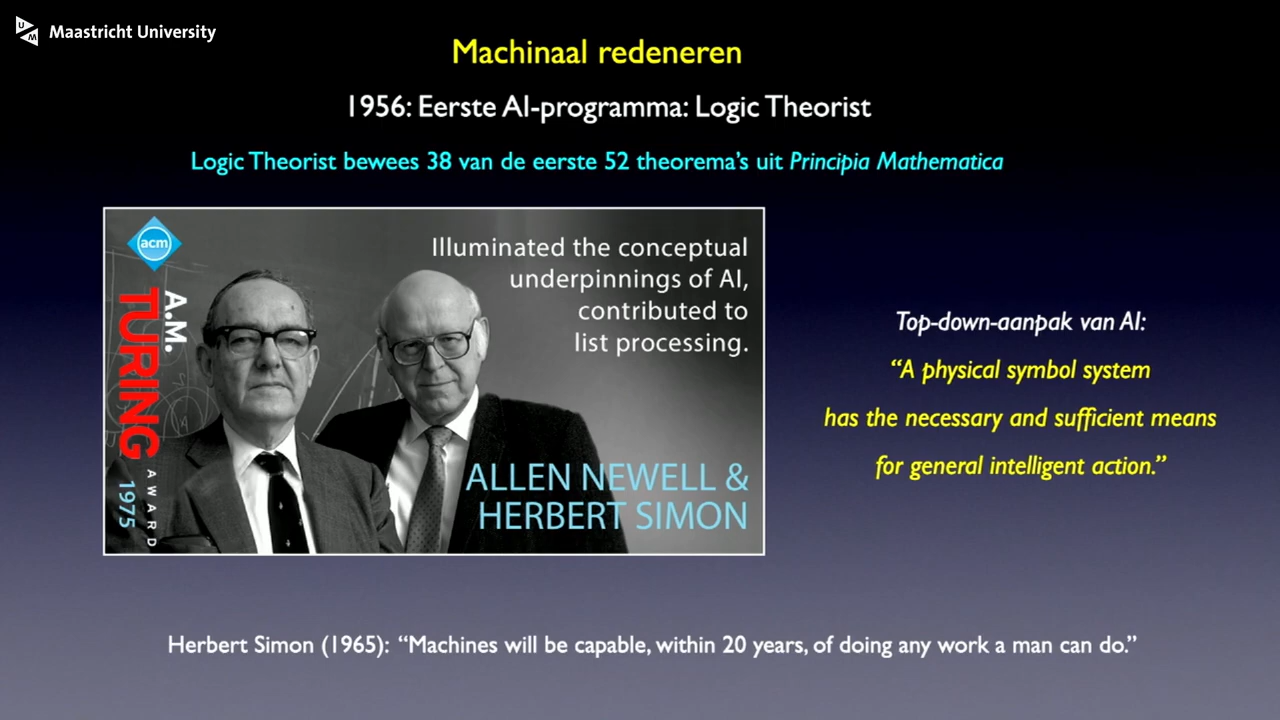 Maastricht University
Machinaal redeneren
1956: Eerste AI-programma: Logic Theorist
Logic Theorist bewees 38 van de eerste 52 theorema's uit Principia Mathematica
acm
A.M.
TURING
AWARD
1975
Illuminated the conceptual
underpinnings of AI,
contributed to
list processing.
ALLEN NEWELL &
HERBERT SIMON
Top-down-aanpak van AI:
“A physical symbol system
has the necessary and sufficient means
for general intelligent action.”
Herbert Simon (1965): “Machines will be capable, within 20 years, of doing any work a man can do.”